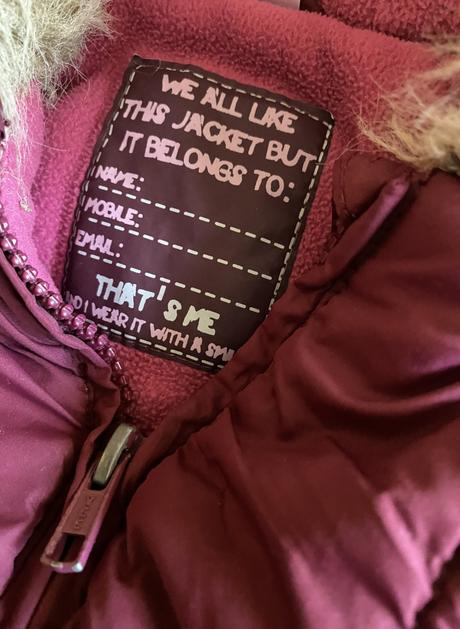 WE ALL LIKE
THIS JACKET BUT
IT BELONGS TO:
NAME:
MOBILE:
EMAIL:
THAT'S ME
I WEAR IT WITH A